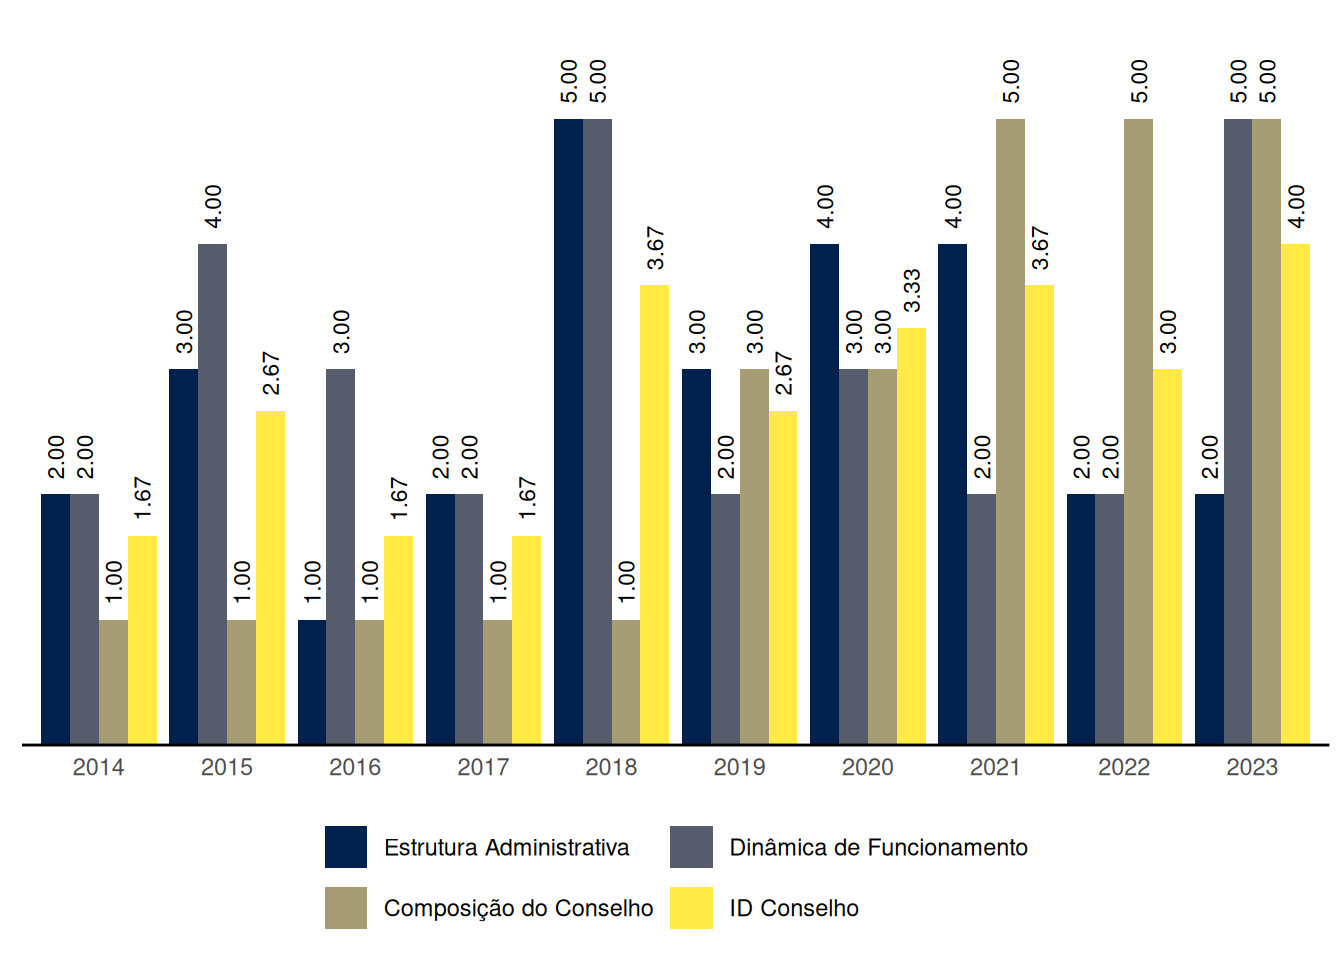 2.00 2.00 1.00 1.67
3.00 4.00 1.00 2.67
1.00 3.00 1.00 1.67
2.00 2.00 1.00 1.67
5.00 5.00 1.00 3.67
3.00 2.00 3.00 2.67
4.00 3.00 3.00 3.33
4.00 2.00 5.00 3.67
2.00 2.00 5.00 3.00
2.00 5.00 5.00 4.00
2014 2015 2016 2017 2018 2019 2020 2021 2022 2023
Estrutura Administrativa Dinâmica de Funcionamento
Composição do Conselho ID Conselho